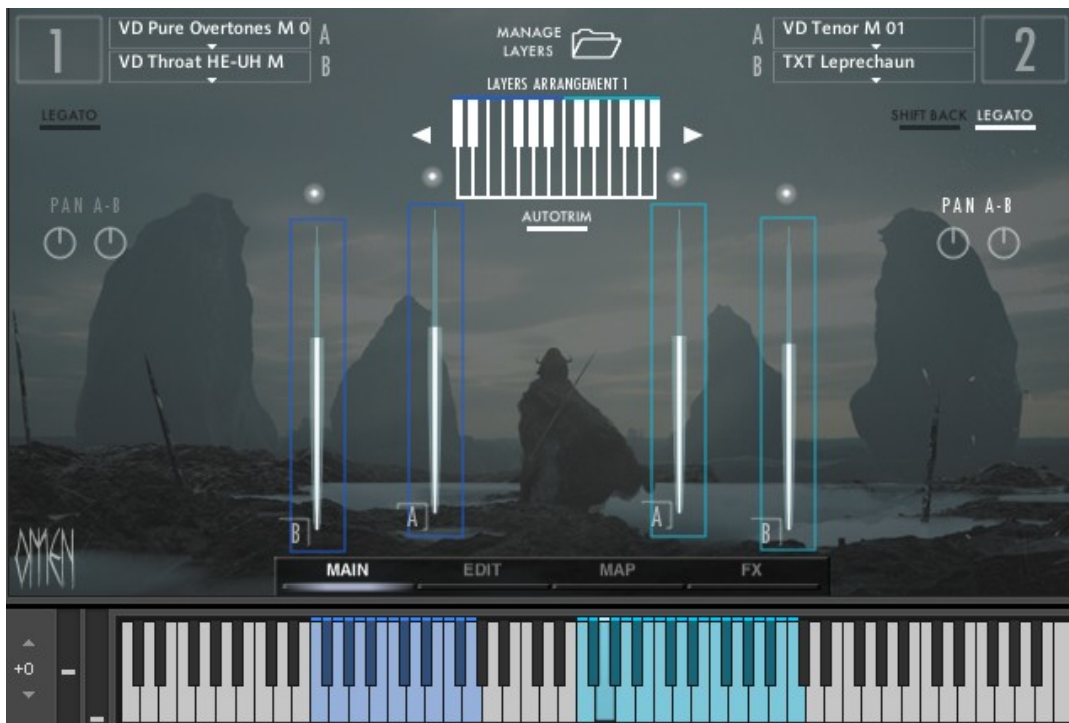 1
VD Pure Overtones M 0
A
VD Throat HE-UH M
B
MANAGE
LAYERS
A
VD Tenor M 01
B
TXT Leprechaun
2
LAYERS ARRANGEMENT 1
LEGATO
SHIFT BACK LEGATO
PAN A-B
AUTOTRIM
PAN A-B
B
A
A
B
OMEN
MAIN
EDIT
MAP
FX
+0